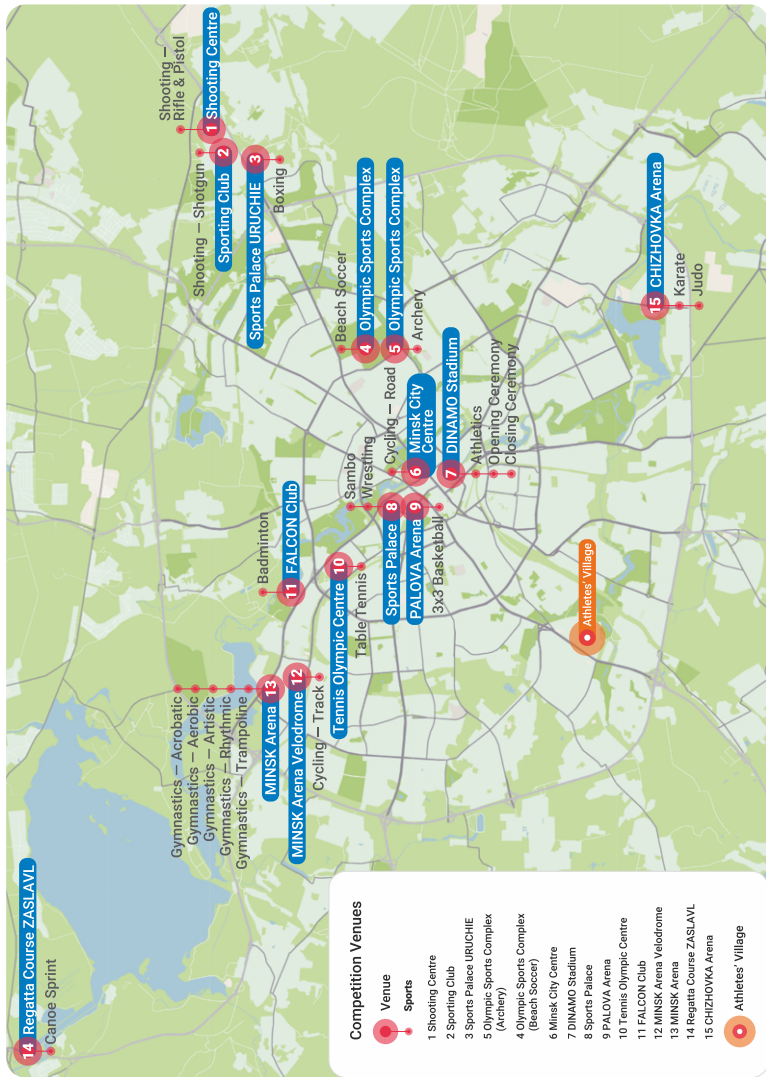 14 Regatta Course ZASLAVL
Canoe Sprint
Gymnastics — Acrobatic
Gymnastics — Aerobic
Gymnastics — Artistic
Gymnastics — Rhythmic
Gymnastics — Trampoline
MINSK Arena 13
MINSK Arena Velodrome 12
Cycling — Track
Badminton
11 FALCON Club
Tennis Olympic Centre 10
Table Tennis
Sambo
Wrestling
Sports Palace 8
PALOVA Arena 9
3x3 Basketball
Cycling — Road
6 Minsk City
Centre
7 DINAMO Stadium
Athletics
Opening Ceremony
Closing Ceremony
Beach Soccer
4 Olympic Sports Complex
5 Olympic Sports Complex
Archery
Shooting —
Rifle & Pistol
1 Shooting Centre
Shooting — Shotgun
Sporting Club 2
Sports Palace URUCHIE 3
Boxing
15 CHIZHOVKA Arena
Karate
Judo
Athletes' Village
Competition Venues
Venue
Sports
1 Shooting Centre
2 Sporting Club
3 Sports Palace URUCHIE
5 Olympic Sports Complex
(Archery)
4 Olympic Sports Complex
(Beach Soccer)
6 Minsk City Centre
7 DINAMO Stadium
8 Sports Palace
9 PALOVA Arena
10 Tennis Olympic Centre
11 FALCON Club
12 MINSK Arena Velodrome
13 MINSK Arena
14 Regatta Course ZASLAVL
15 CHIZHOVKA Arena
Athletes' Village